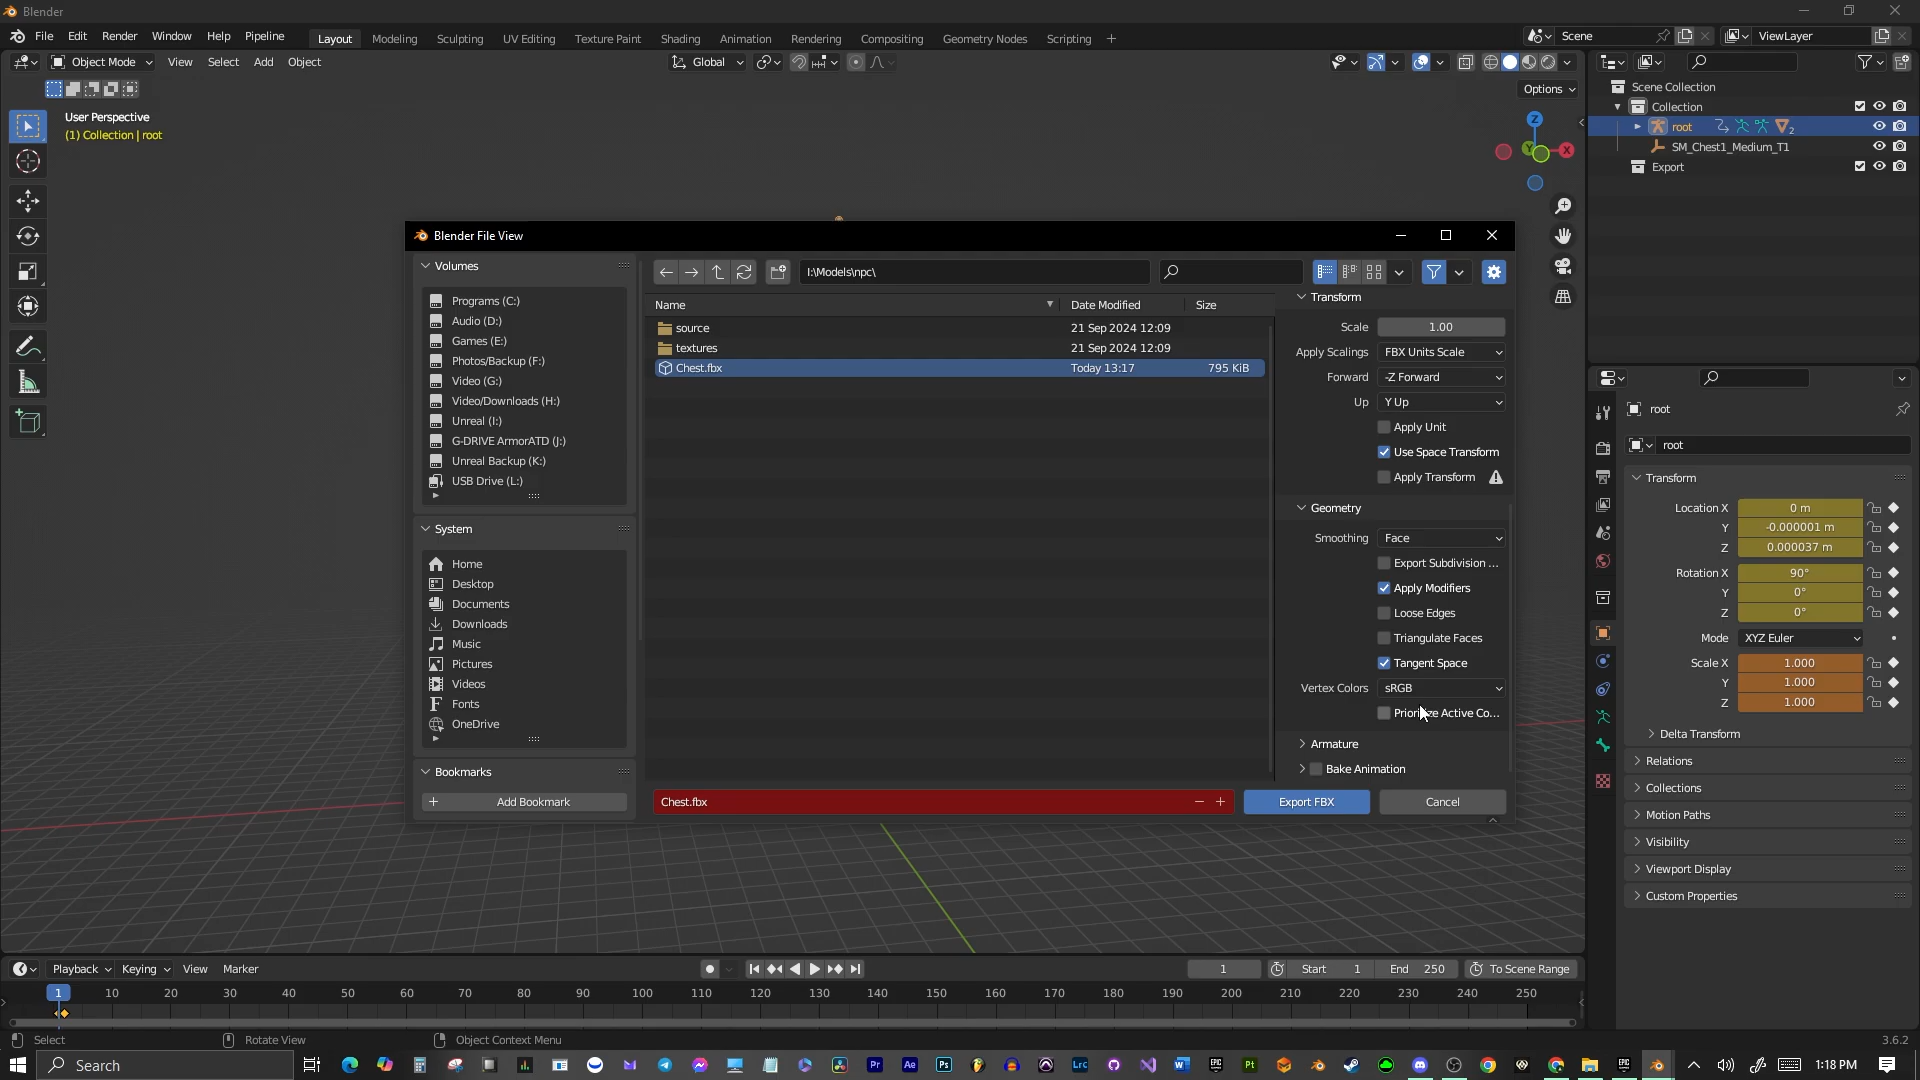 Blender
File Edit Render Window Help Pipeline Layout Modeling Sculpting UV Editing Texture Paint Shading Animation Rendering Compositing Geometry Nodes Scripting + Scene ViewLayer
Object Mode View Select Add Object Global
Options
User Perspective
(1) Collection | root
Z
X
Y
Scene Collection
Collection
root 2
SM_Chest1_Medium_T1
Export
Blender File View
Volumes
Programs (C:)
Audio (D:)
Games (E:)
Photos/Backup (F:)
Video (G:)
Video/Downloads (H:)
Unreal (I:)
G-DRIVE ArmorATD (J:)
Unreal Backup (K:)
USB Drive (L:)
System
Home
Desktop
Documents
Downloads
Music
Pictures
Videos
Fonts
OneDrive
Bookmarks
Add Bookmark
I:\Models\npc\
Name Date Modified Size
source 21 Sep 2024 12:09
textures 21 Sep 2024 12:09
Chest.fbx Today 13:17 795 KiB
Transform
Scale 1.00
Apply Scalings FBX Units Scale
Forward -Z Forward
Up Y Up
Apply Unit
Use Space Transform
Apply Transform
Geometry
Smoothing Face
Export Subdivision ...
Apply Modifiers
Loose Edges
Triangulate Faces
Tangent Space
Vertex Colors sRGB
Prioritize Active Co...
Armature
Bake Animation
Chest.fbx
Export FBX Cancel
root
root
Transform
Location X 0 m
Y -0.000001 m
Z 0.000037 m
Rotation X 90°
Y 0°
Z 0°
Mode XYZ Euler
Scale X 1.000
Y 1.000
Z 1.000
Delta Transform
Relations
Collections
Motion Paths
Visibility
Viewport Display
Custom Properties
Playback Keying View Marker 1 Start 1 End 250 To Scene Range
1 10 20 30 40 50 60 70 80 90 100 110 120 130 140 150 160 170 180 190 200 210 220 230 240 250
Select Rotate View Object Context Menu 3.6.2
Search Pr Ae Ps Lrc Pt 1:18 PM